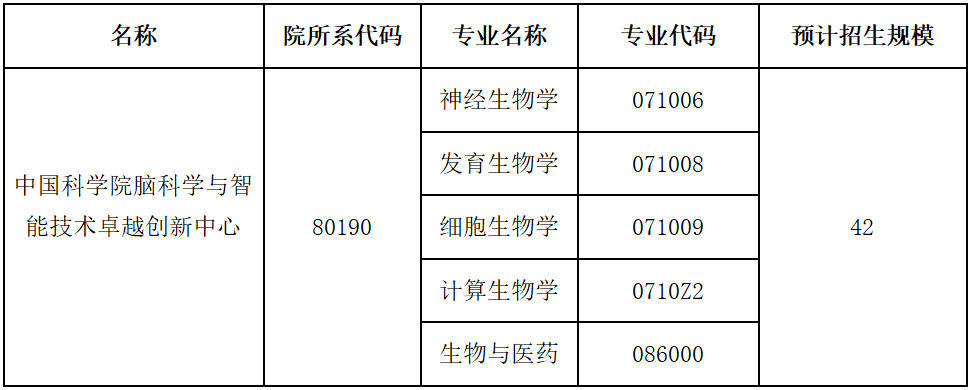 名称 院所系代码 专业名称 专业代码 预计招生规模
神经生物学 071006
发育生物学 071008
中国科学院脑科学与智
能技术卓越创新中心
80190
细胞生物学 071009
42
计算生物学 0710Z2
生物与医药 086000